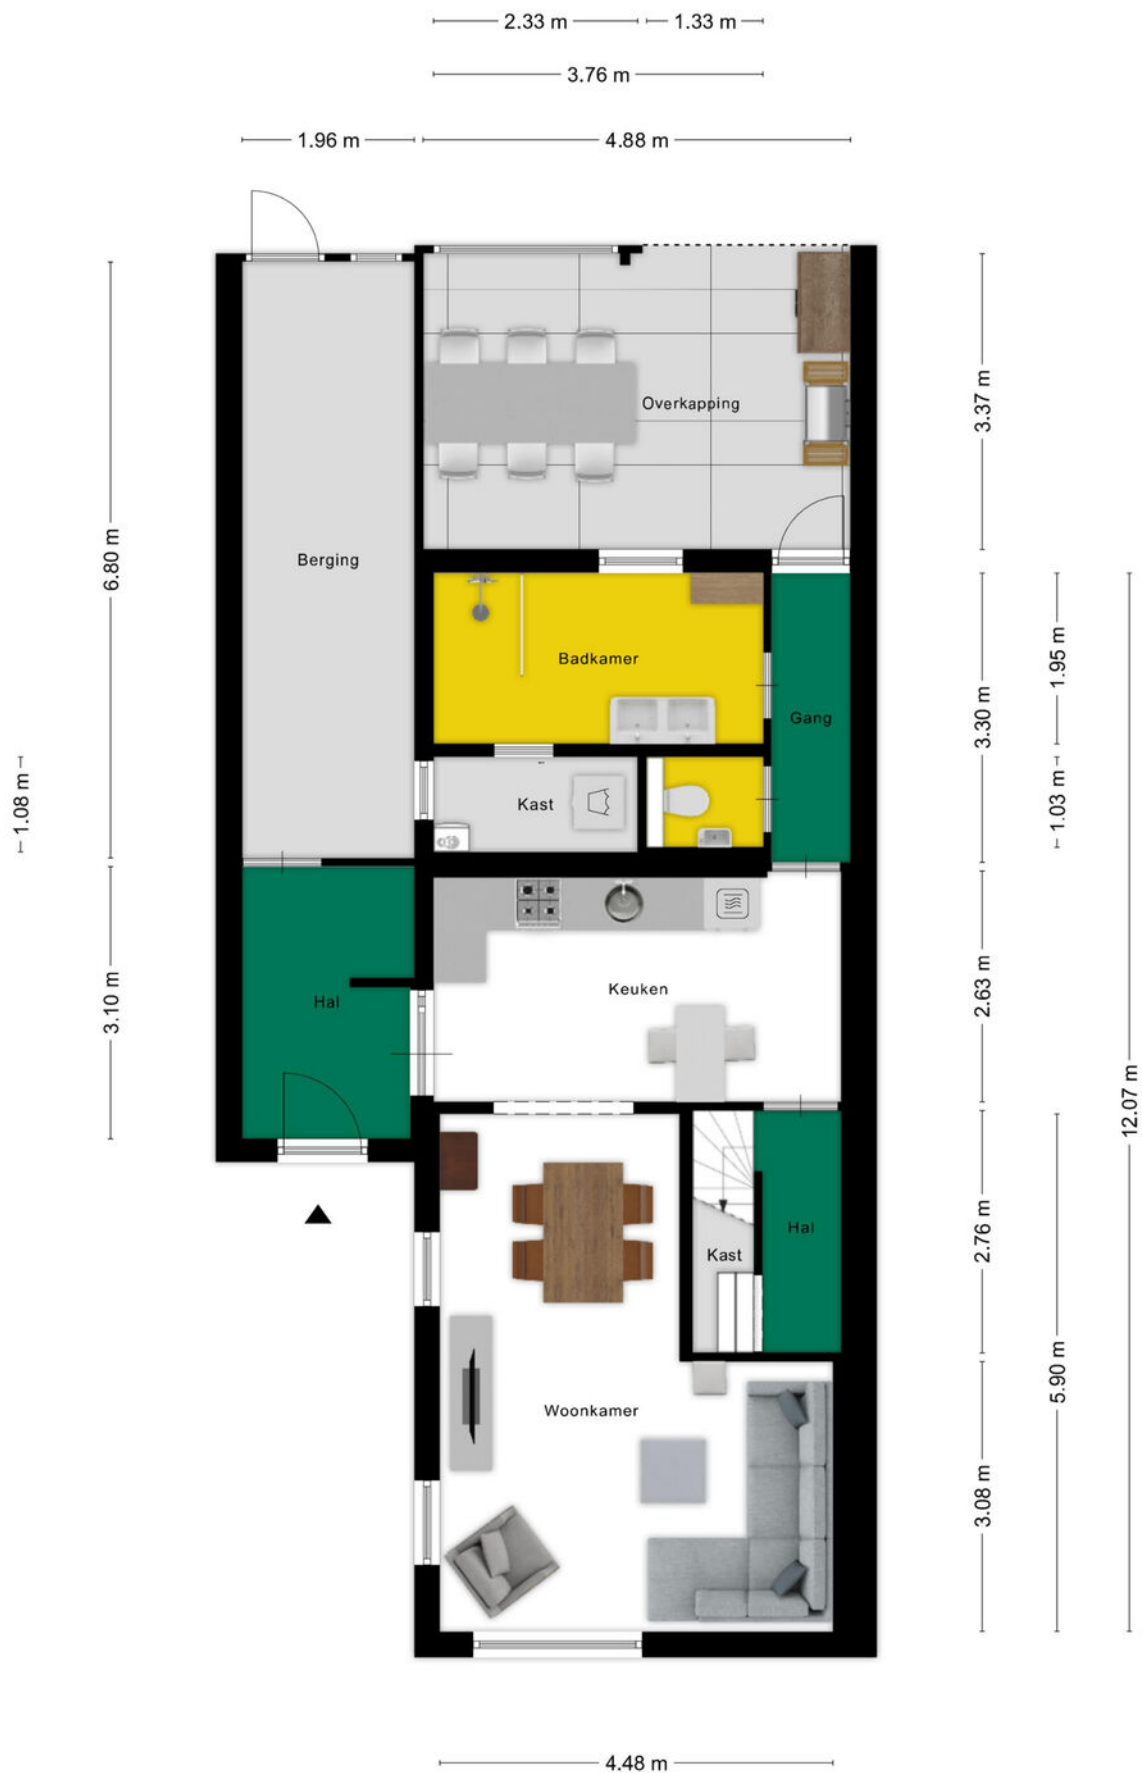 2.33 m
1.33 m
3.76 m
1.96 m
4.88 m
3.37 m
Overkapping
6.80 m
Berging
1.95 m
Badkamer
3.30 m
Gang
1.08 m
Kast
1.03 m
3.10 m
Hal
Keuken
2.63 m
12.07 m
2.76 m
Hal
Kast
5.90 m
Woonkamer
3.08 m
4.48 m